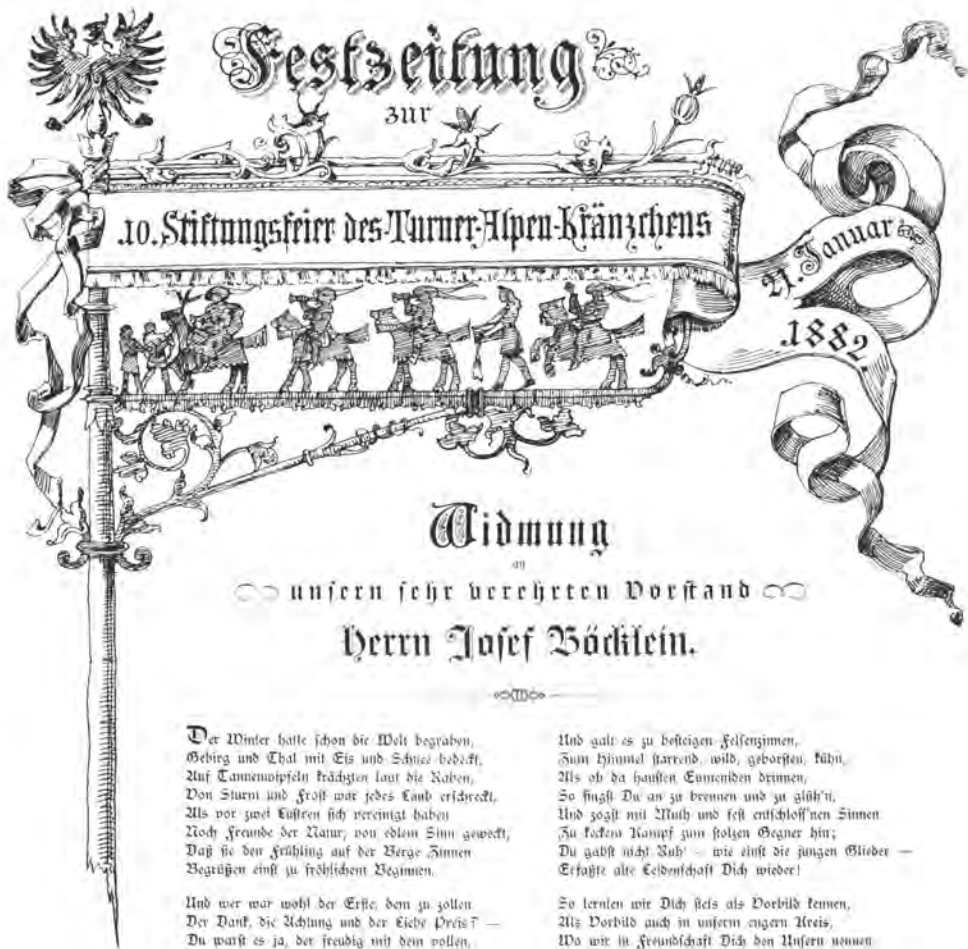 Festzeitung
zur
10. Stiftungsfeier des Turner-Alpen-Kränzchens
21. Januar
1882
Widmung
an
unsern sehr verehrten Vorstand
Herrn Josef Böcklein.
Der Winter hatte schon die Welt begraben,
Gebirg und Thal mit Eis und Schnee bedeckt,
Auf Tannenwipfeln krächzten laut die Raben,
Von Sturm und Frost war jedes Laub erschreckt,
Als vor zwei Lustren sich vereinigt haben
Noch Freunde der Natur, von edlem Sinn geweckt,
Daß sie den Frühling auf der Berge Zinnen
Begrüßen einst zu fröhlichem Beginnen.
Und wer war wohl der Erste, dem zu zollen
Der Dank, die Achtung und der Liebe Preis? —
Du warst es ja, der freudig mit dem vollen,
Und galt es zu besteigen Felsenzinnen,
Zum Himmel starrend, wild, geborsten, kühn,
Als ob da hausten Eumeniden drinnen,
So fingst Du an zu brennen und zu glüh'n,
Und zogst mit Muth und fest entschloss'nen Sinnen
Zu keckem Kampf zum stolzen Gegner hin;
Du gabst nicht Ruh' — wie einst die jungen Glieder —
Erfaßte alte Leidenschaft Dich wieder!
So lernten wir Dich stets als Vorbild kennen,
Als Vorbild auch in unserm engern Kreis,
Wo wir in Freundschaft Dich den Unsern nennen